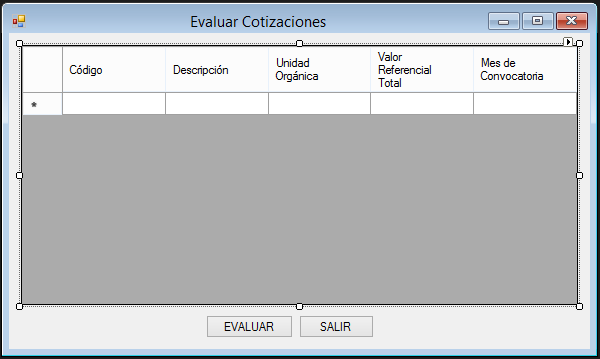 Evaluar Cotizaciones
Código
Descripción
Unidad
Orgánica
Valor
Referencial
Total
Mes de
Convocatoria
*
EVALUAR
SALIR